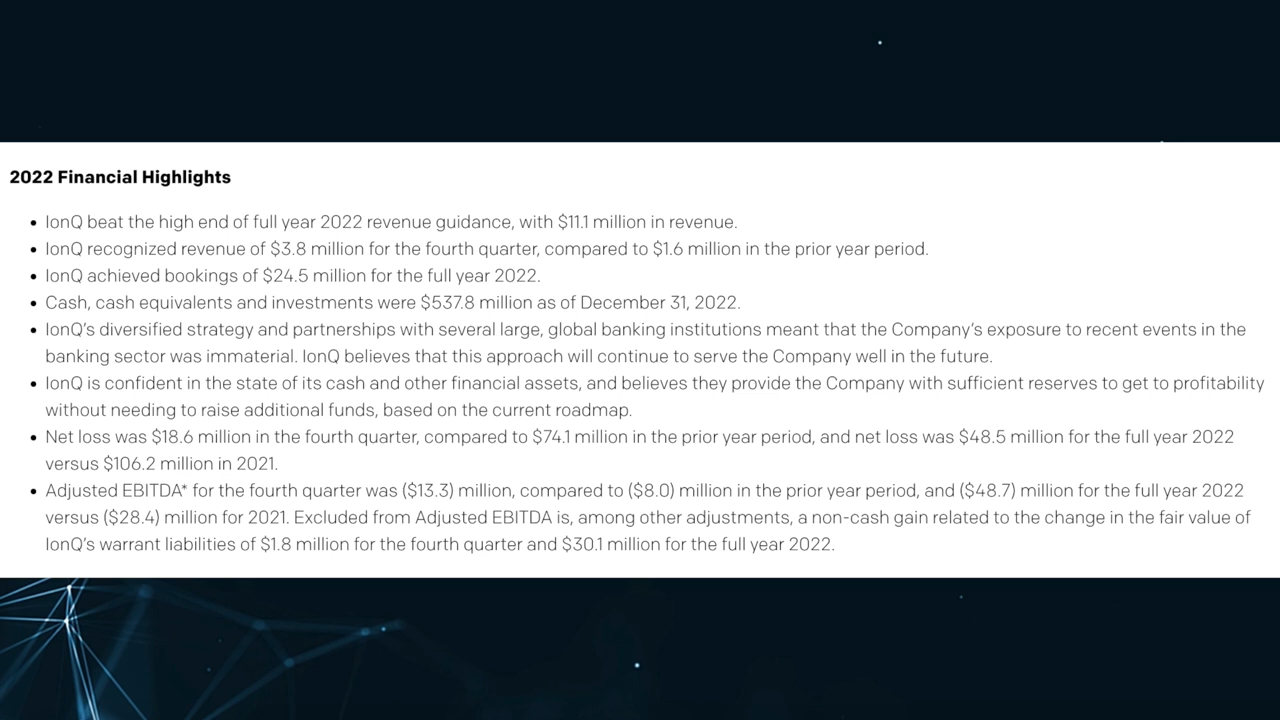 2022 Financial Highlights
• IonQ beat the high end of full year 2022 revenue guidance, with $11.1 million in revenue.
• IonQ recognized revenue of $3.8 million for the fourth quarter, compared to $1.6 million in the prior year period.
• IonQ achieved bookings of $24.5 million for the full year 2022.
• Cash, cash equivalents and investments were $537.8 million as of December 31, 2022.
• IonQ's diversified strategy and partnerships with several large, global banking institutions meant that the Company's exposure to recent events in the
banking sector was immaterial. IonQ believes that this approach will continue to serve the Company well in the future.
• IonQ is confident in the state of its cash and other financial assets, and believes they provide the Company with sufficient reserves to get to profitability
without needing to raise additional funds, based on the current roadmap.
• Net loss was $18.6 million in the fourth quarter, compared to $74.1 million in the prior year period, and net loss was $48.5 million for the full year 2022
versus $106.2 million in 2021.
• Adjusted EBITDA* for the fourth quarter was ($13.3) million, compared to ($8.0) million in the prior year period, and ($48.7) million for the full year 2022
versus ($28.4) million for 2021. Excluded from Adjusted EBITDA is, among other adjustments, a non-cash gain related to the change in the fair value of
IonQ's warrant liabilities of $1.8 million for the fourth quarter and $30.1 million for the full year 2022.